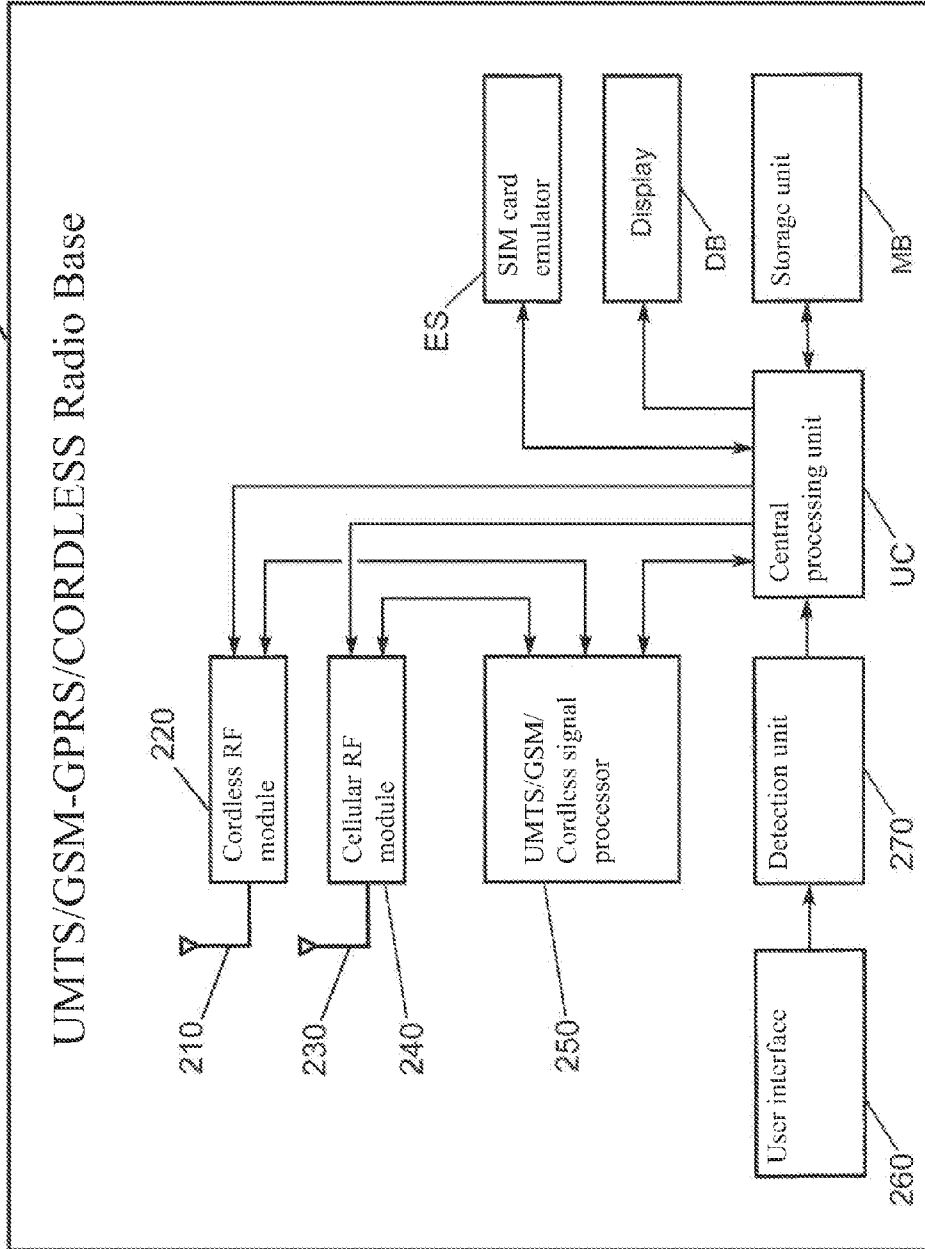 UMTS/GSM-GPRS/CORDLESS Radio Base
210
220
Cordless RF
module
230
240
Cellular RF
module
250
UMTS/GSM/
Cordless signal
processor
ES
SIM card
emulator
Display
DB
260
User interface
270
Detection unit
Central
processing unit
UC
Storage unit
MB